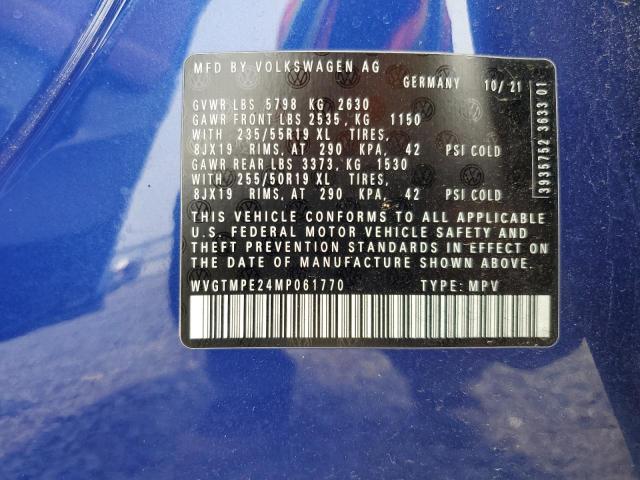 MFD BY VOLKSWAGEN AG
GERMANY 10/ 21
GVWR LBS 5798 KG 2630
GAWR FRONT LBS 2535, KG 1150
WITH 235/55R19 XL TIRES,
8JX19 RIMS, AT 290 KPA, 42 PSI COLD
GAWR REAR LBS 3373, KG 1530
WITH 255/50R19 XL TIRES,
8JX19 RIMS, AT 290 KPA, 42 PSI COLD
THIS VEHICLE CONFORMS TO ALL APPLICABLE
U.S. FEDERAL MOTOR VEHICLE SAFETY AND
THEFT PREVENTION STANDARDS IN EFFECT ON
THE DATE OF MANUFACTURE SHOWN ABOVE.
WVGTMPE24MP061770 TYPE: MPV
3935752 3633 01